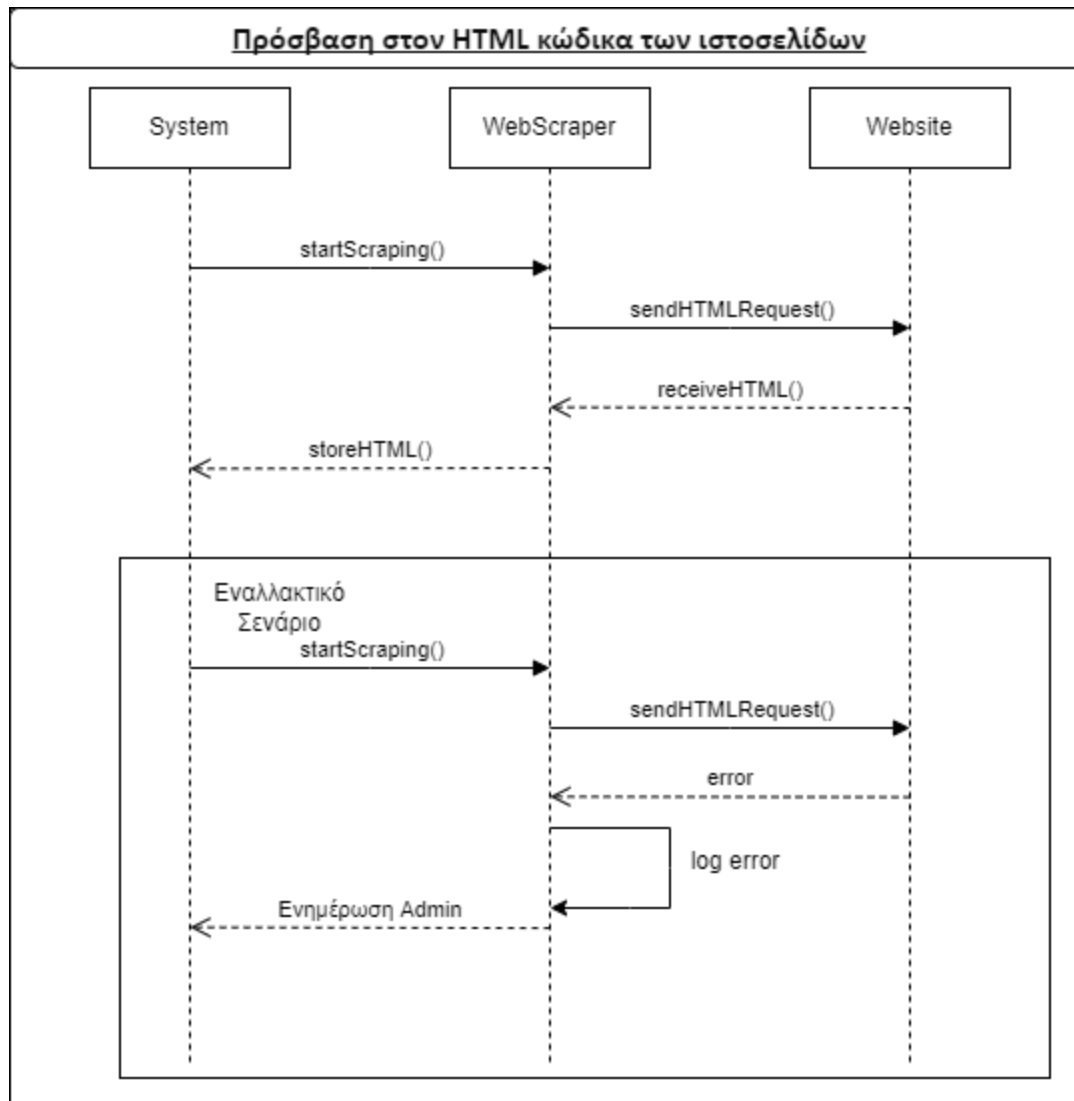 Πρόσβαση στον HTML κώδικα των ιστοσελίδων
System
WebScraper
Website
startScraping()
sendHTMLRequest()
receiveHTML()
storeHTML()
Εναλλακτικό
Σενάριο
startScraping()
sendHTMLRequest()
error
log error
Ενημέρωση Admin